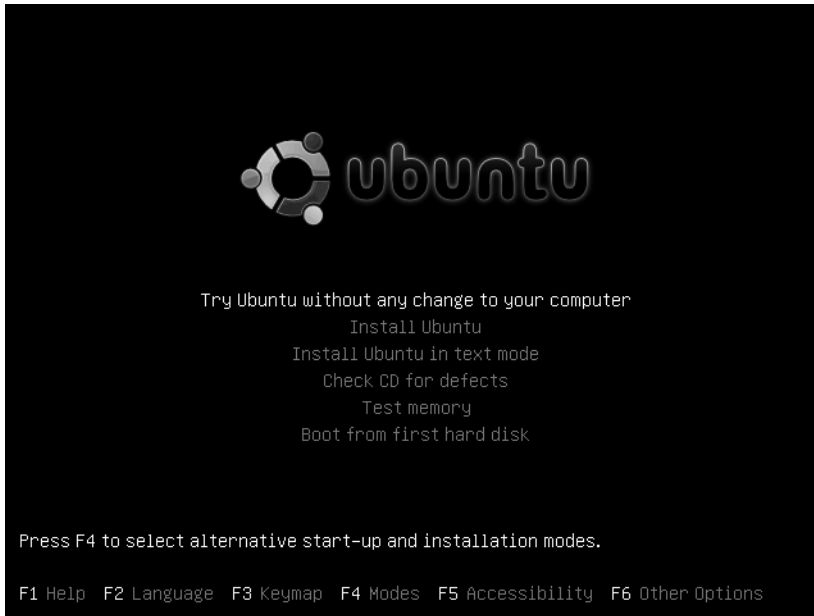 ubuntu
Try Ubuntu without any change to your computer
Install Ubuntu
Install Ubuntu in text mode
Check CD for defects
Test memory
Boot from first hard disk
Press F4 to select alternative start-up and installation modes.
F1 Help F2 Language F3 Keymap F4 Modes F5 Accessibility F6 Other Options